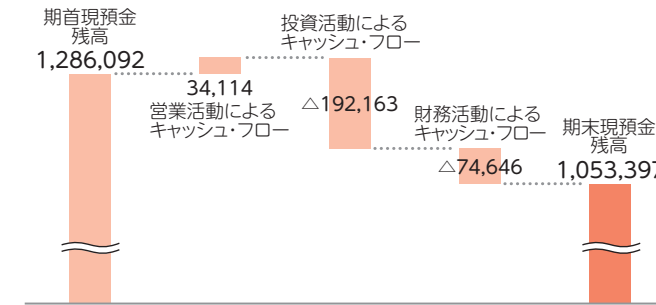 期首現預金
残高
1,286,092
34,114
営業活動による
キャッシュ・フロー
投資活動による
キャッシュ・フロー
△192,163
財務活動による
キャッシュ・フロー
△74,646
期末現預金
残高
1,053,397